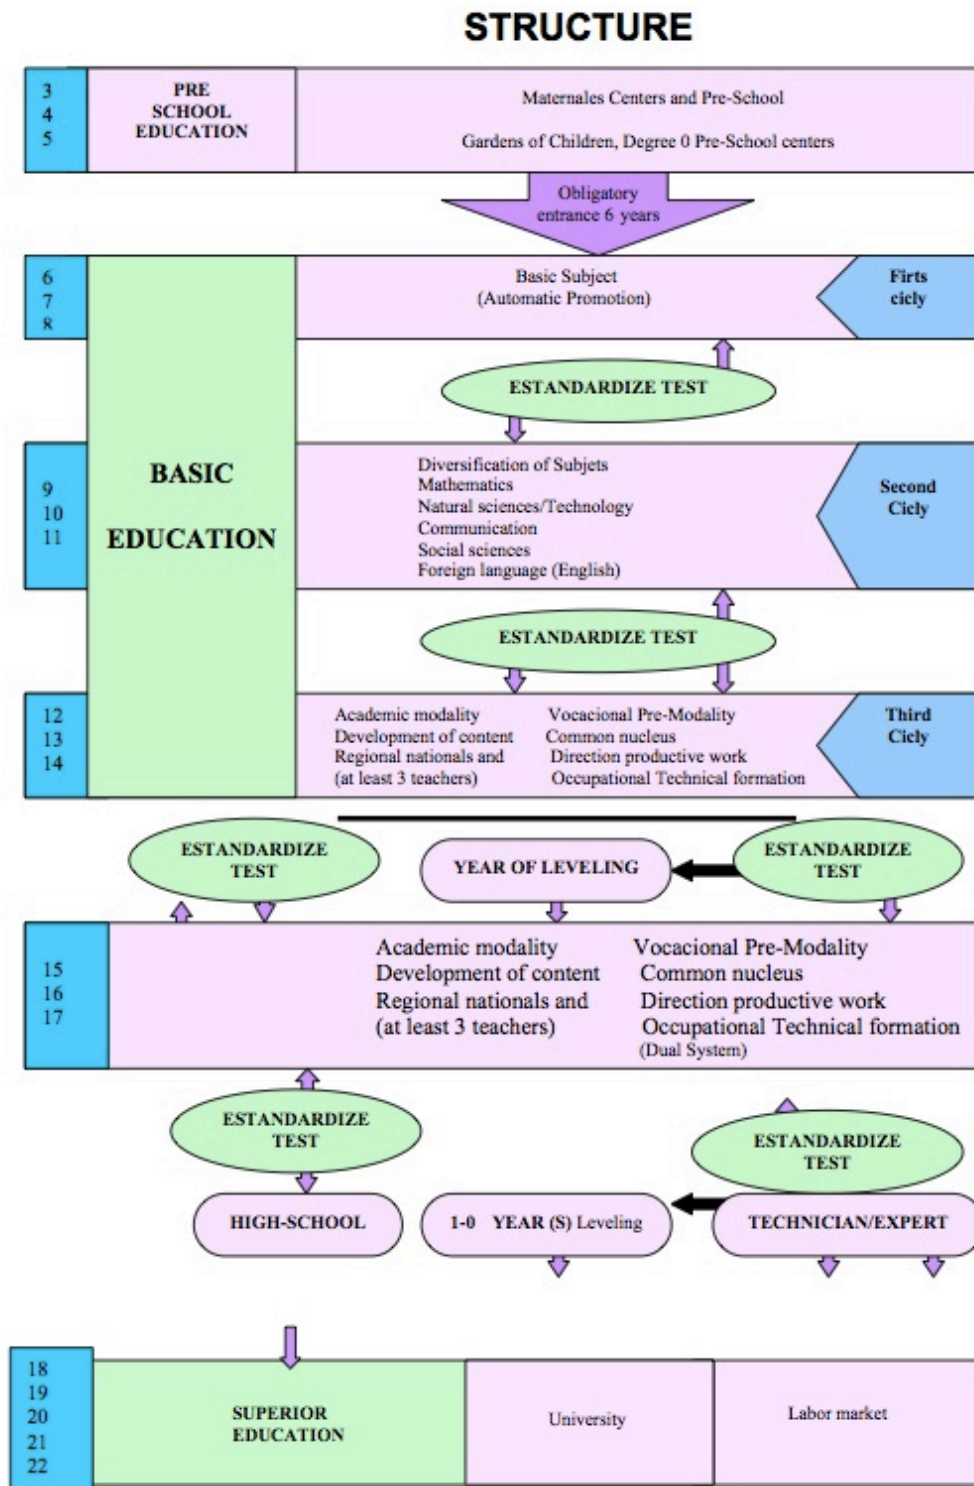 STRUCTURE
3
4
5
PRE
SCHOOL
EDUCATION
Maternales Centers and Pre-School
Gardens of Children, Degree 0 Pre-School centers
Obligatory
entrance 6 years
6
7
8
Basic Subject
(Automatic Promotion)
Firts
cicly
ESTANDARDIZE TEST
BASIC
EDUCATION
9
10
11
Diversification of Subjets
Mathematics
Natural sciences/Technology
Communication
Social sciences
Foreign language (English)
Second
Cicly
ESTANDARDIZE TEST
12
13
14
Academic modality Vocacional Pre-Modality
Development of content Common nucleus
Regional nationals and Direction productive work
(at least 3 teachers) Occupational Technical formation
Third
Cicly
ESTANDARDIZE
TEST
YEAR OF LEVELING
ESTANDARDIZE
TEST
15
16
17
Academic modality Vocacional Pre-Modality
Development of content Common nucleus
Regional nationals and Direction productive work
(at least 3 teachers) Occupational Technical formation
(Dual System)
ESTANDARDIZE
TEST
ESTANDARDIZE
TEST
HIGH-SCHOOL
1-0 YEAR (S) Leveling
TECHNICIAN/EXPERT
18
19
20
21
22
SUPERIOR
EDUCATION
University
Labor market